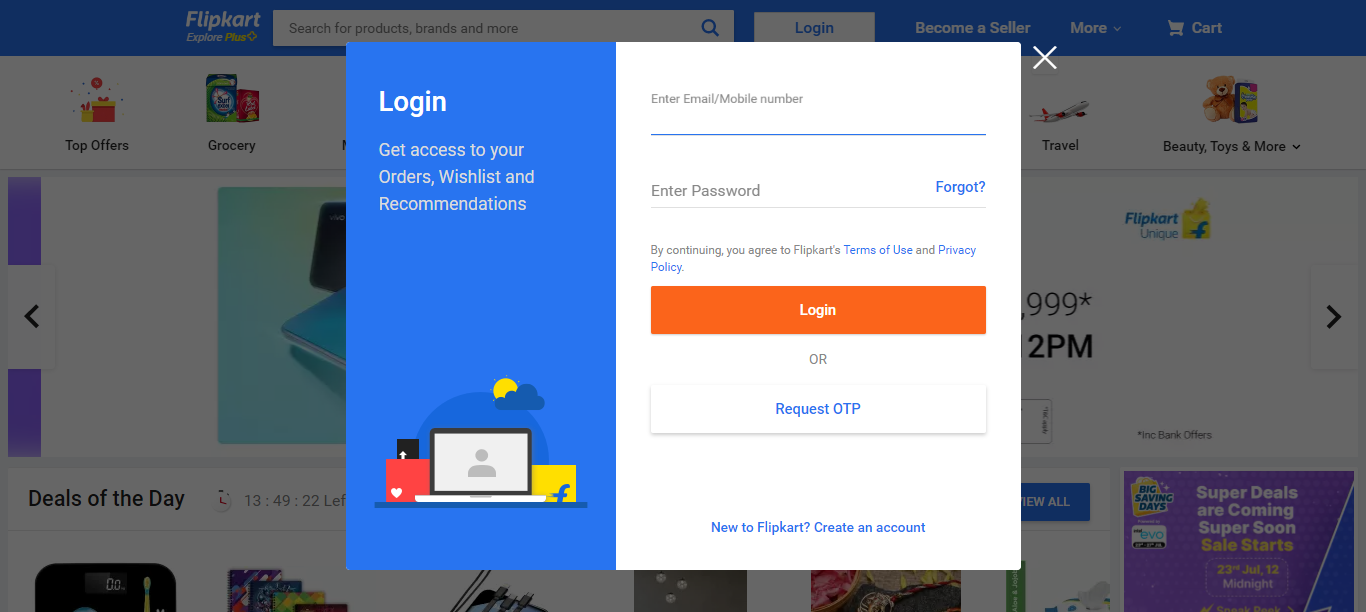 Flipkart
Explore Plus
Search for products, brands and more
Login
Become a Seller
More
Cart
Top Offers
Grocery
Travel
Beauty, Toys & More
Login
Get access to your
Orders, Wishlist and
Recommendations
Enter Email/Mobile number
Enter Password
Forgot?
By continuing, you agree to Flipkart's Terms of Use and Privacy
Policy.
Login
OR
Request OTP
New to Flipkart? Create an account
vivo
Flipkart
Unique
,999*
12PM
*Inc Bank Offers
Deals of the Day
13 : 49 : 22 Lef
VIEW ALL
BIG
SAVING
DAYS
Super Deals
are Coming
Super Soon
Sale Starts
23rd Jul, 12
Midnight